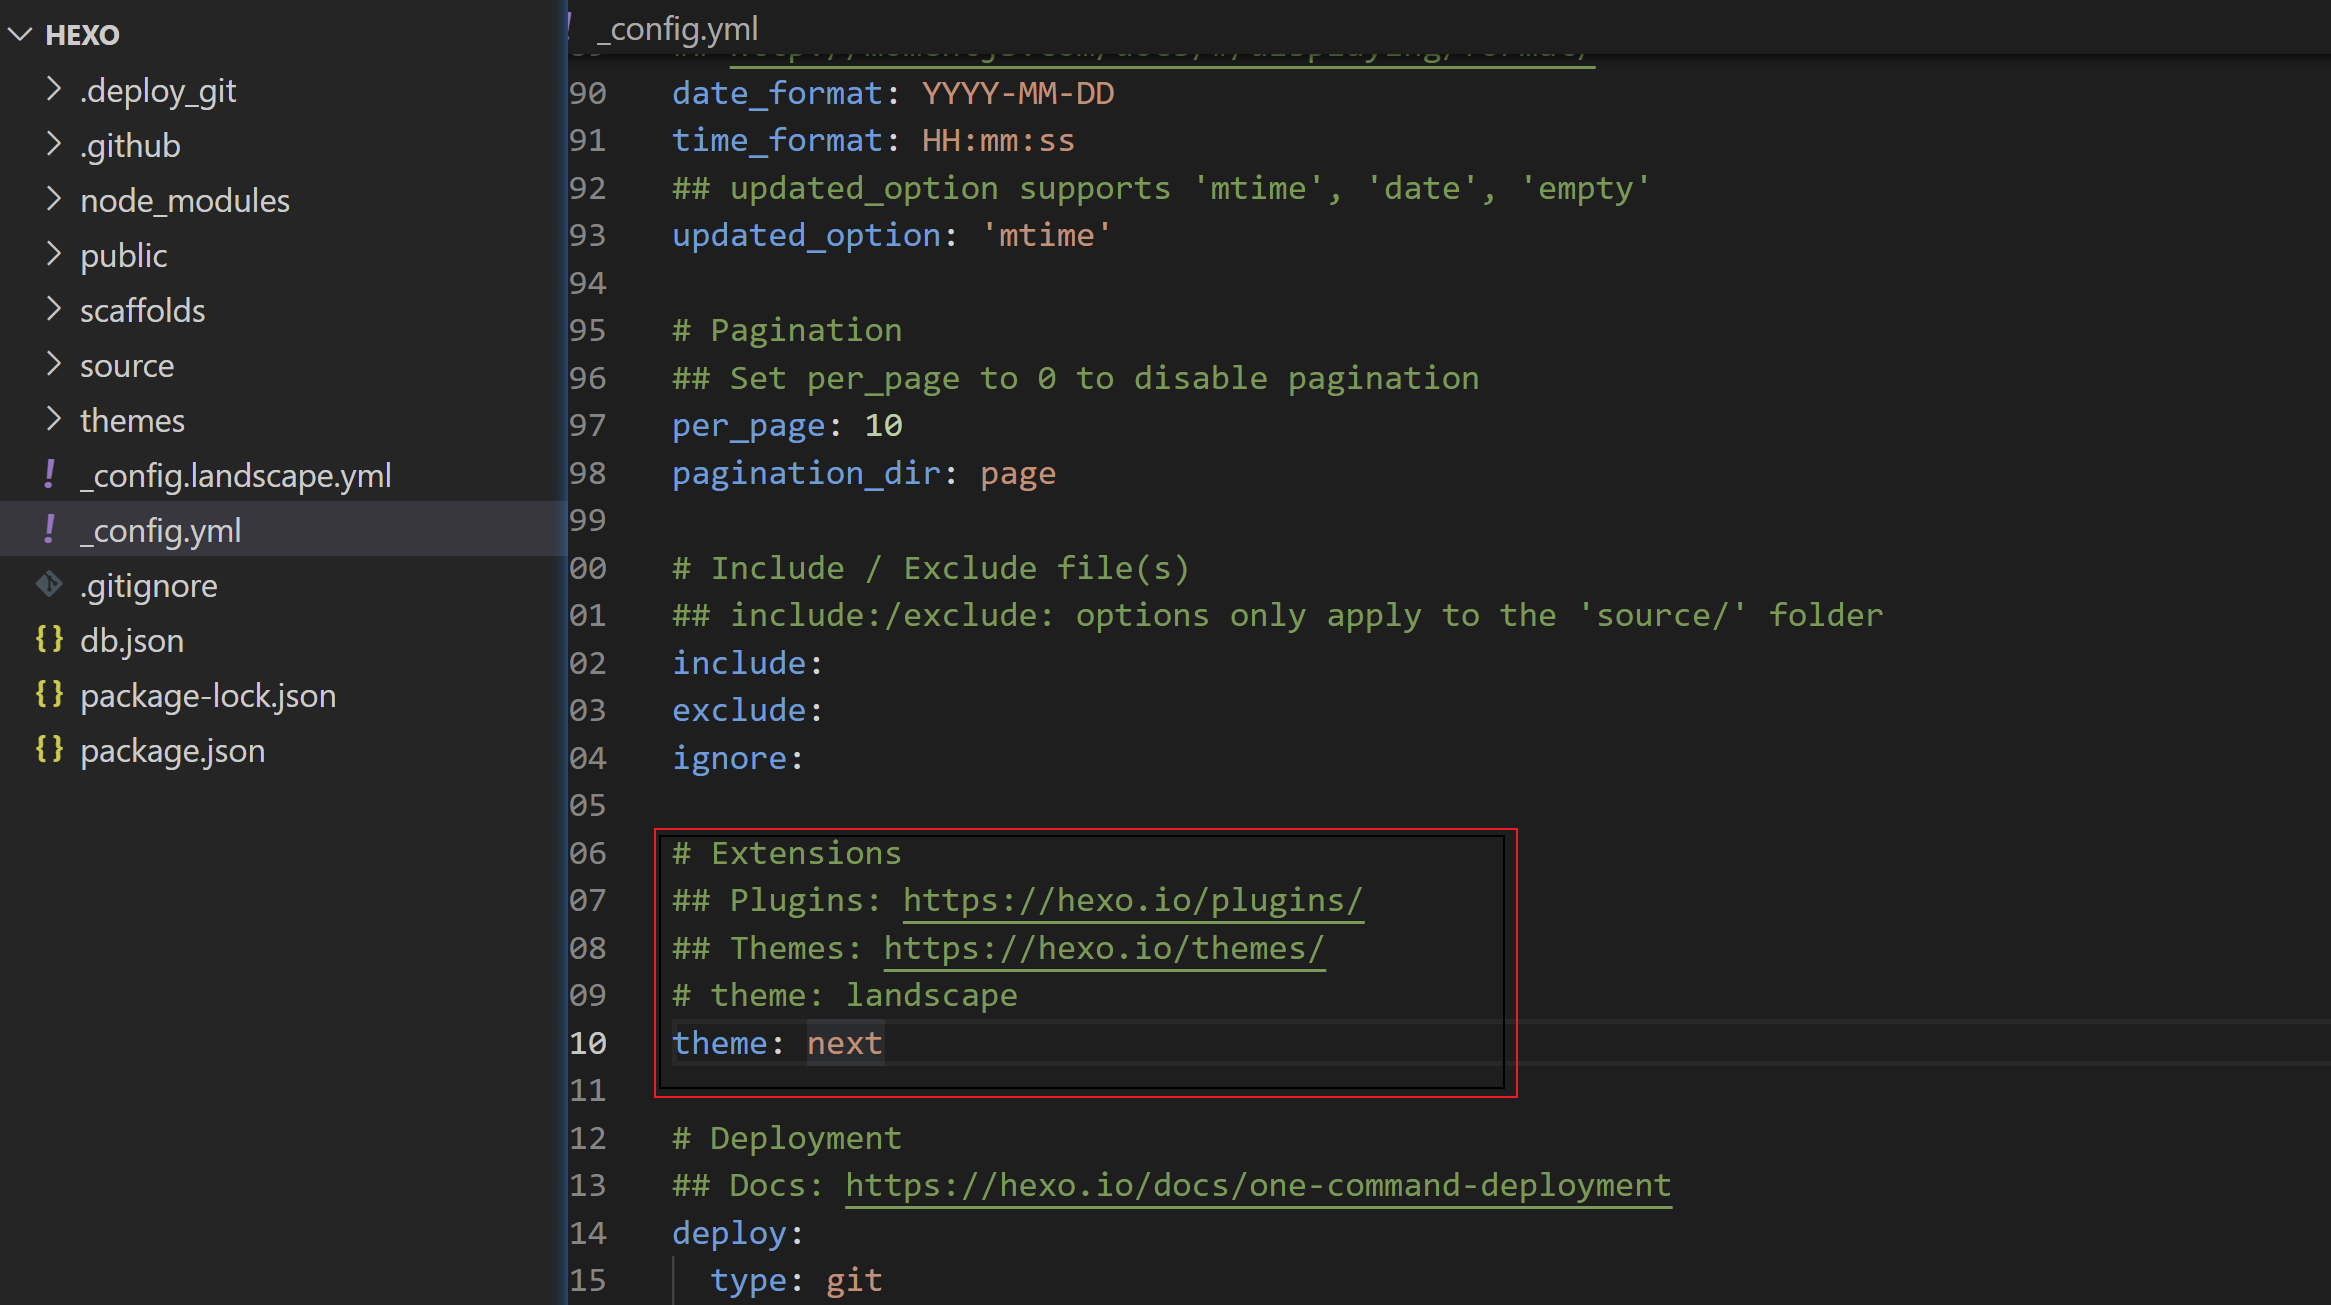 HEXO
.deploy_git
.github
node_modules
public
scaffolds
source
themes
_config.landscape.yml
_config.yml
.gitignore
db.json
package-lock.json
package.json
_config.yml
90 date_format: YYYY-MM-DD
91 time_format: HH:mm:ss
92 ## updated_option supports 'mtime', 'date', 'empty'
93 updated_option: 'mtime'
94
95 # Pagination
96 ## Set per_page to 0 to disable pagination
97 per_page: 10
98 pagination_dir: page
99
00 # Include / Exclude file(s)
01 ## include:/exclude: options only apply to the 'source/' folder
02 include:
03 exclude:
04 ignore:
05
06 # Extensions
07 ## Plugins: https://hexo.io/plugins/
08 ## Themes: https://hexo.io/themes/
09 # theme: landscape
10 theme: next
11
12 # Deployment
13 ## Docs: https://hexo.io/docs/one-command-deployment
14 deploy:
15 type: git